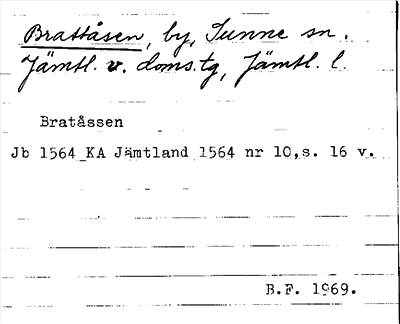 Brattåsen, by, Sunne sn.
Jämtl. v. doms.tg, Jämtl. l.
Bratåssen
Jb 1564 KA Jämtland 1564 nr 10, s. 16 v.
B.F. 1969.